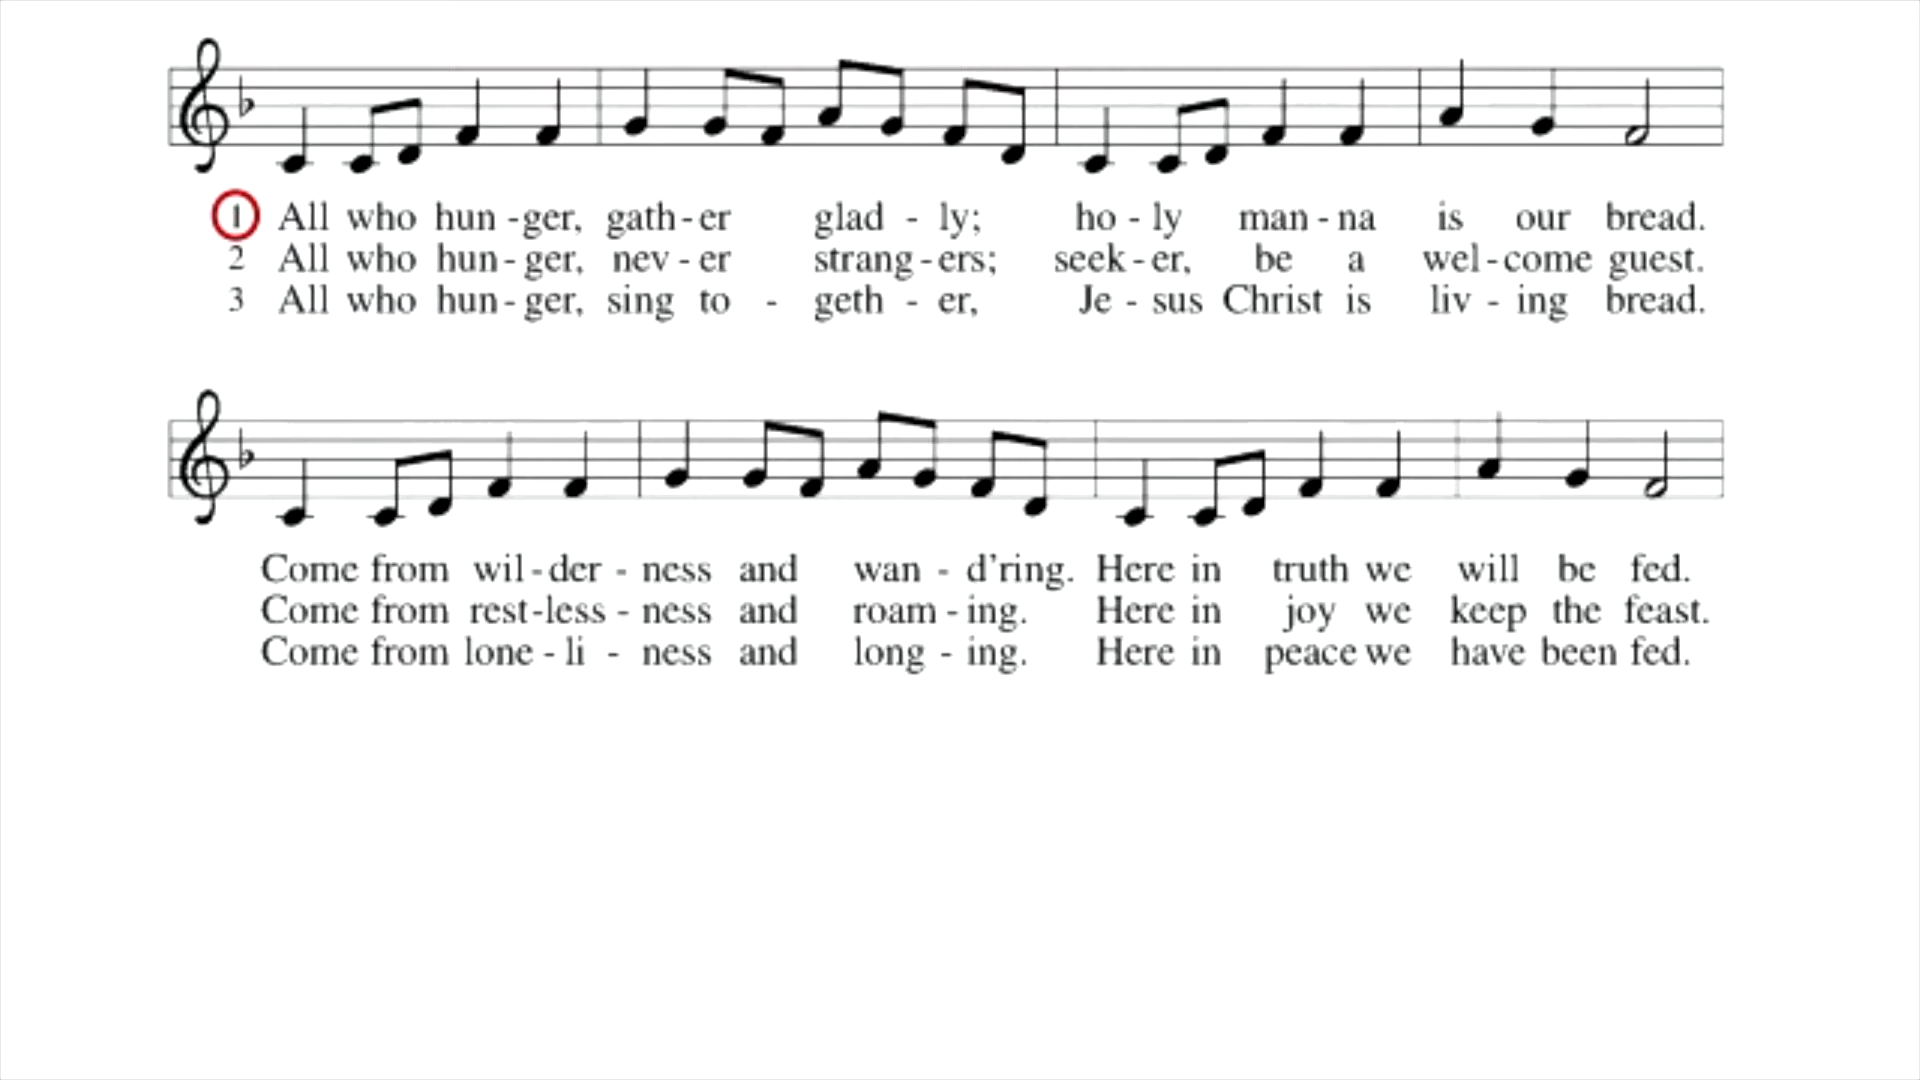 1 All who hun - ger, gath - er glad - ly; ho - ly man - na is our bread.
2 All who hun - ger, nev - er strang - ers; seek - er, be a wel - come guest.
3 All who hun - ger, sing to - geth - er, Je - sus Christ is liv - ing bread.
Come from wil - der - ness and wan - d'ring. Here in truth we will be fed.
Come from rest - less - ness and roam - ing. Here in joy we keep the feast.
Come from lone - li - ness and long - ing. Here in peace we have been fed.